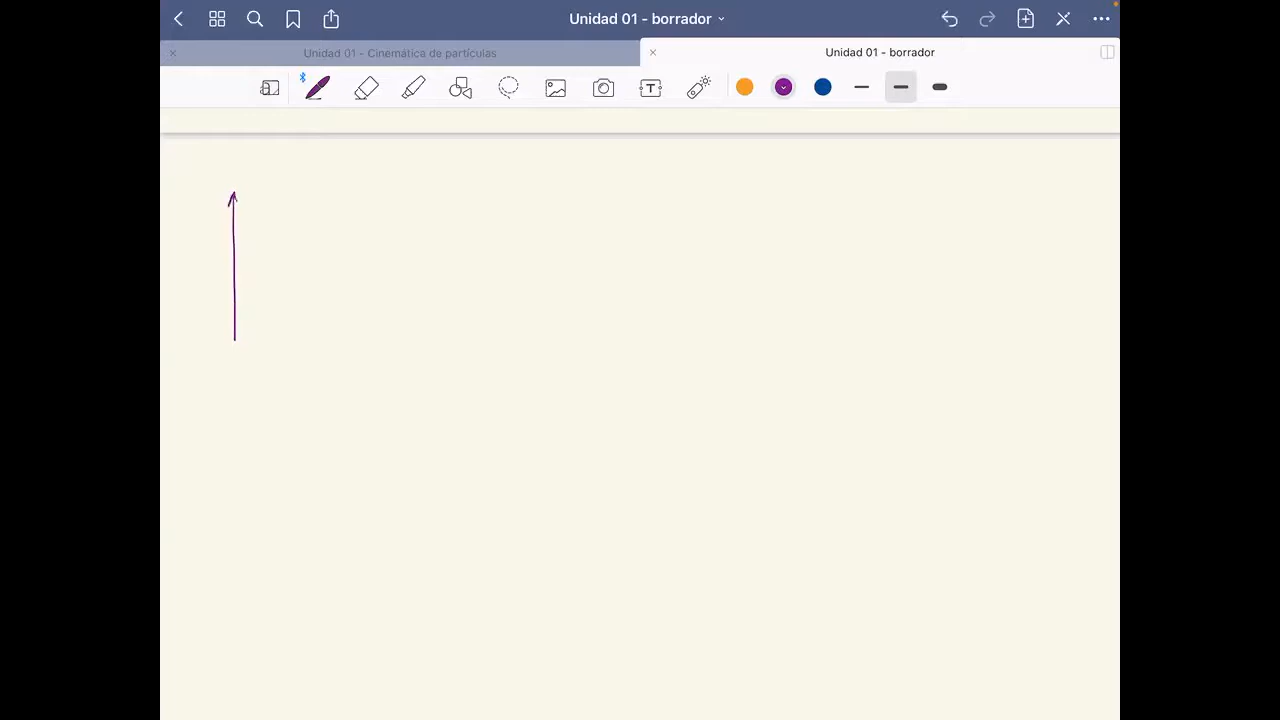 Unidad 01 - borrador
Unidad 01 - Cinemática de partículas
Unidad 01 - borrador
T